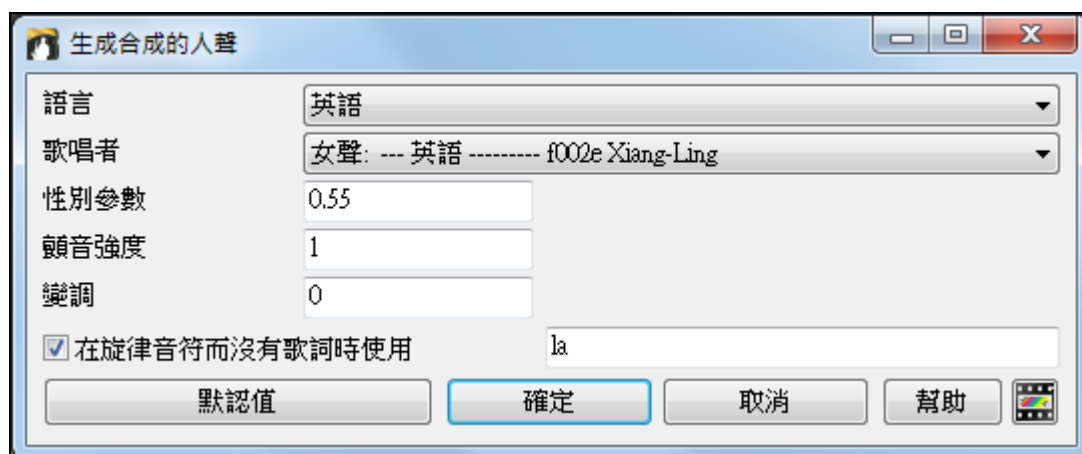 生成合成的人聲
語言 英語
歌唱者 女聲: --- 英語 --------- f002e Xiang-Ling
性別參數 0.55
顫音強度 1
變調 0
在旋律音符而沒有歌詞時使用 la
默認值 確定 取消 幫助